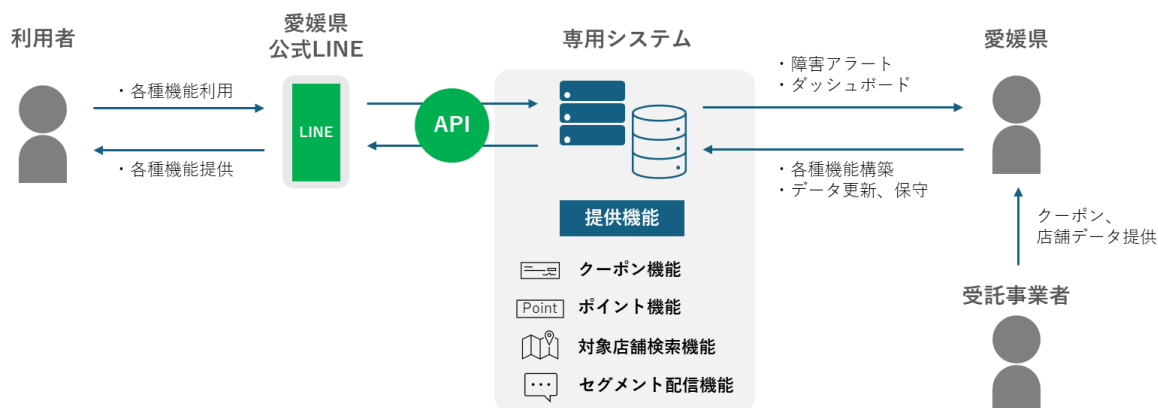 利用者
愛媛県
公式LINE
専用システム
愛媛県
・各種機能利用
・各種機能提供
LINE
API
・障害アラート
・ダッシュボード
・各種機能構築
・データ更新、保守
提供機能
クーポン機能
Point
ポイント機能
対象店舗検索機能
セグメント配信機能
クーポン、
店舗データ提供
受託事業者